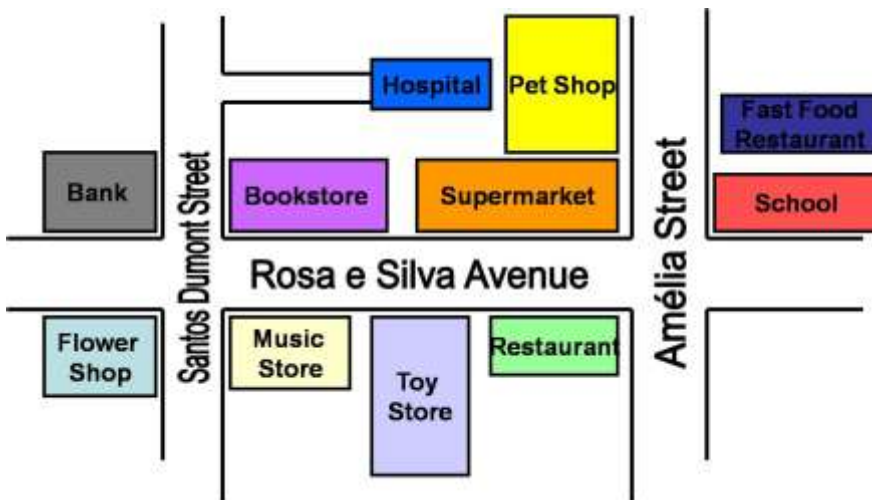 Hospital
Pet Shop
Fast Food
Restaurant
Bank
Santos Dumont Street
Bookstore
Supermarket
Amélia Street
School
Rosa e Silva Avenue
Flower
Shop
Music
Store
Toy
Store
Restaurant